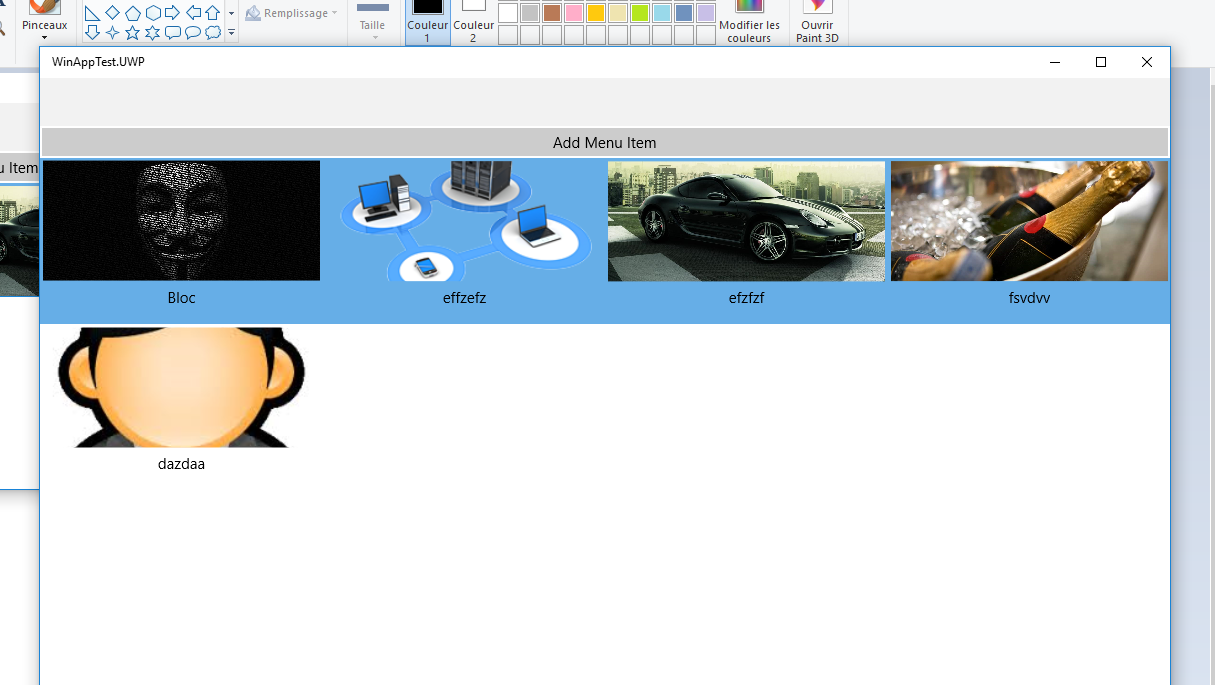 Pinceaux
Remplissage
Taille
Couleur
1
Couleur
2
Modifier les
couleurs
Ouvrir
Paint 3D
WinAppTest.UWP
Add Menu Item
u Item
Bloc
effzefz
efzfzf
fsvdvv
dazdaa